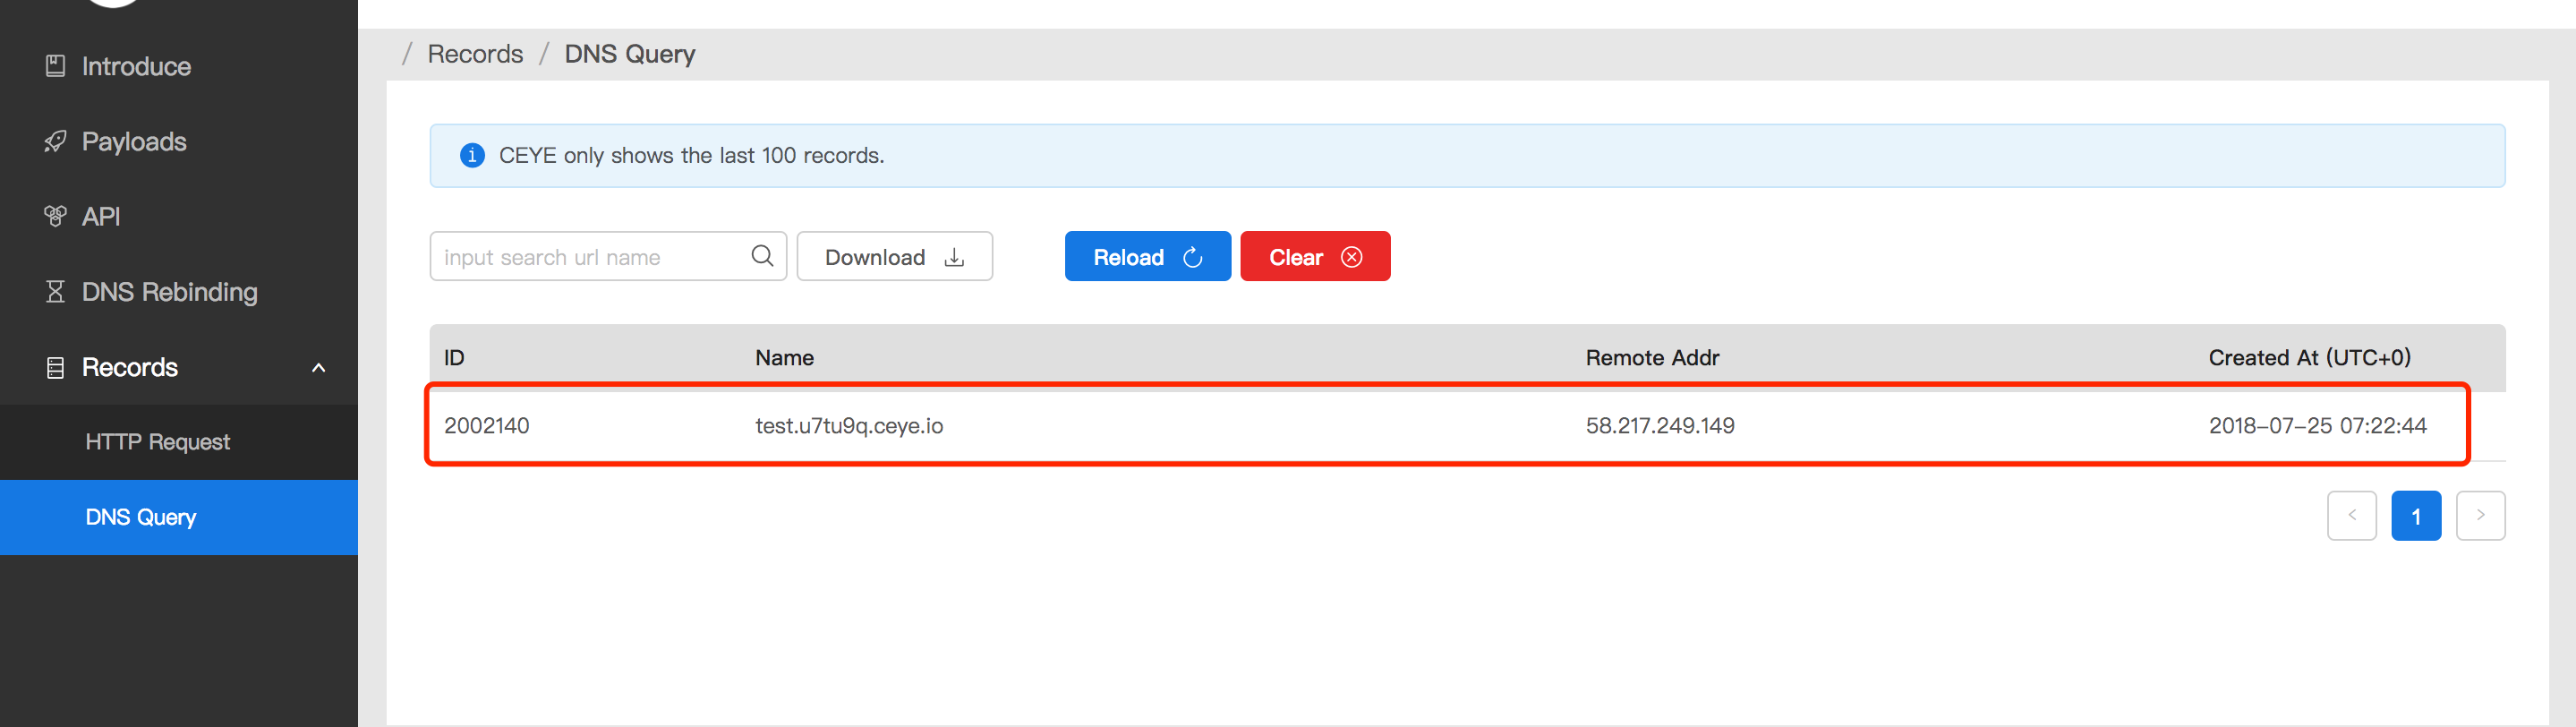 Introduce
Payloads
API
DNS Rebinding
Records
HTTP Request
DNS Query
/ Records / DNS Query
CEYE only shows the last 100 records.
input search url name Download Reload Clear
ID Name Remote Addr Created At (UTC+0)
2002140 test.u7tu9q.ceye.io 58.217.249.149 2018-07-25 07:22:44
< 1 >